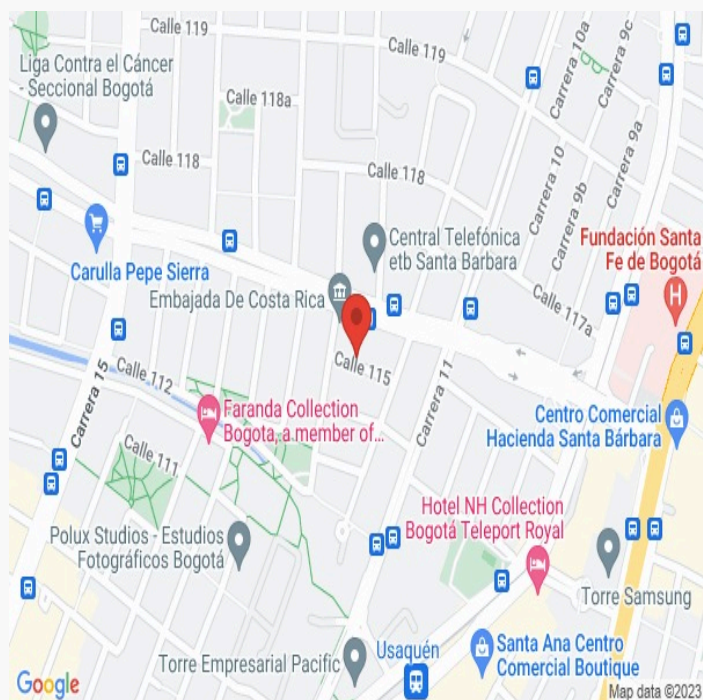 Calle 119
Calle 119
Liga Contra el Cáncer
- Seccional Bogotá
Calle 118a
Carrera 10a
Carrera 9c
Calle 118
Calle 118
Carrera 10
Carrera 9b
Carrera 9a
Carulla Pepe Sierra
Central Telefónica
etb Santa Barbara
Fundación Santa
Fe de Bogotá
H
Embajada De Costa Rica
Calle 117a
Calle 115
Calle 112
Carrera 15
Carrera 11
Faranda Collection
Bogota, a member of...
Centro Comercial
Hacienda Santa Bárbara
Calle 111
Hotel NH Collection
Bogotá Teleport Royal
Polux Studios - Estudios
Fotográficos Bogotá
Torre Samsung
Usaquén
Santa Ana Centro
Comercial Boutique
Torre Empresarial Pacific
Google
Map data ©2023